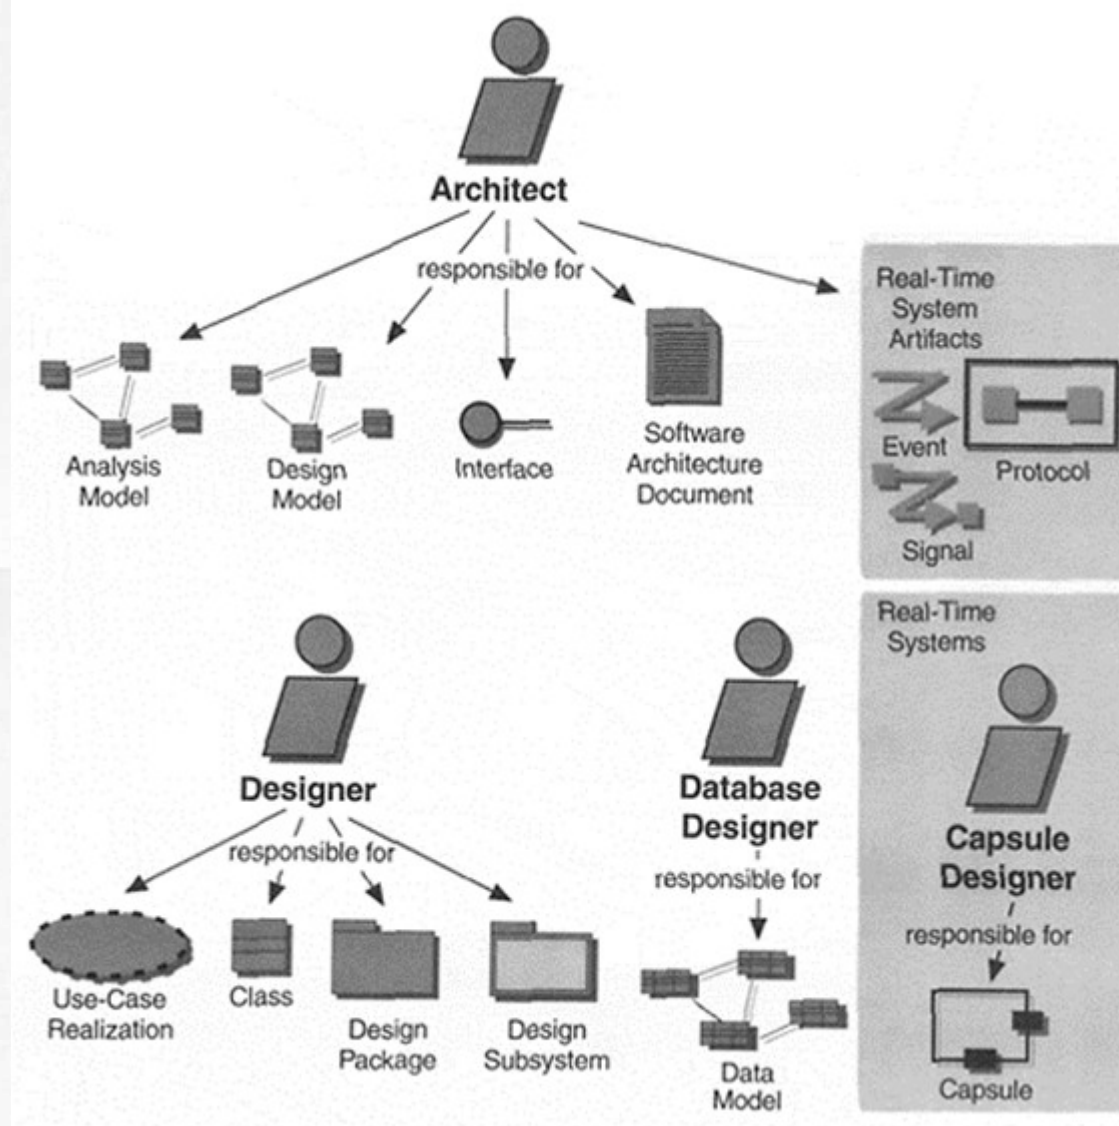 Architect
responsible for
Real-Time
System
Artifacts
Analysis
Model
Design
Model
Interface
Software
Architecture
Document
Event
Protocol
Signal
Designer
responsible for
Use-Case
Realization
Class
Design
Package
Design
Subsystem
Database
Designer
responsible for
Data
Model
Real-Time
Systems
Capsule
Designer
responsible for
Capsule